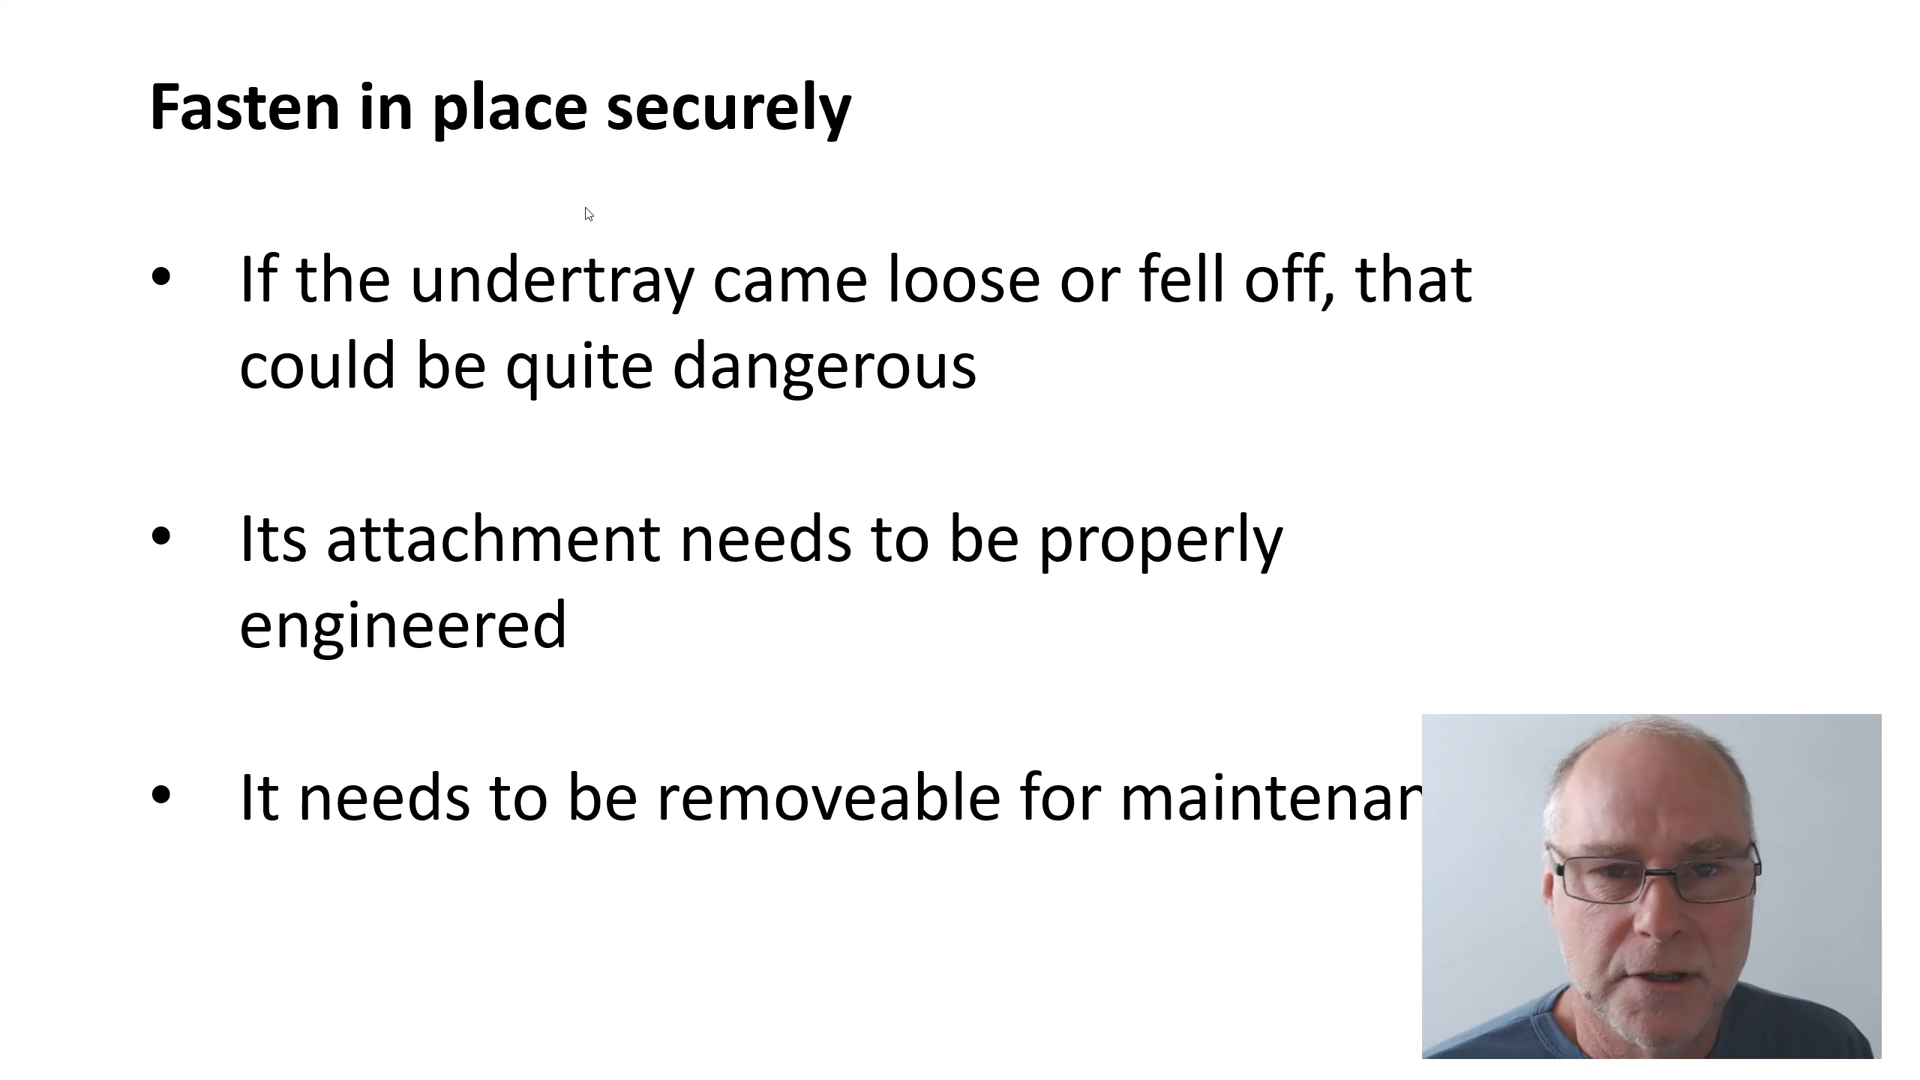 Fasten in place securely
• If the undertray came loose or fell off, that
could be quite dangerous
• Its attachment needs to be properly
engineered
• It needs to be removeable for